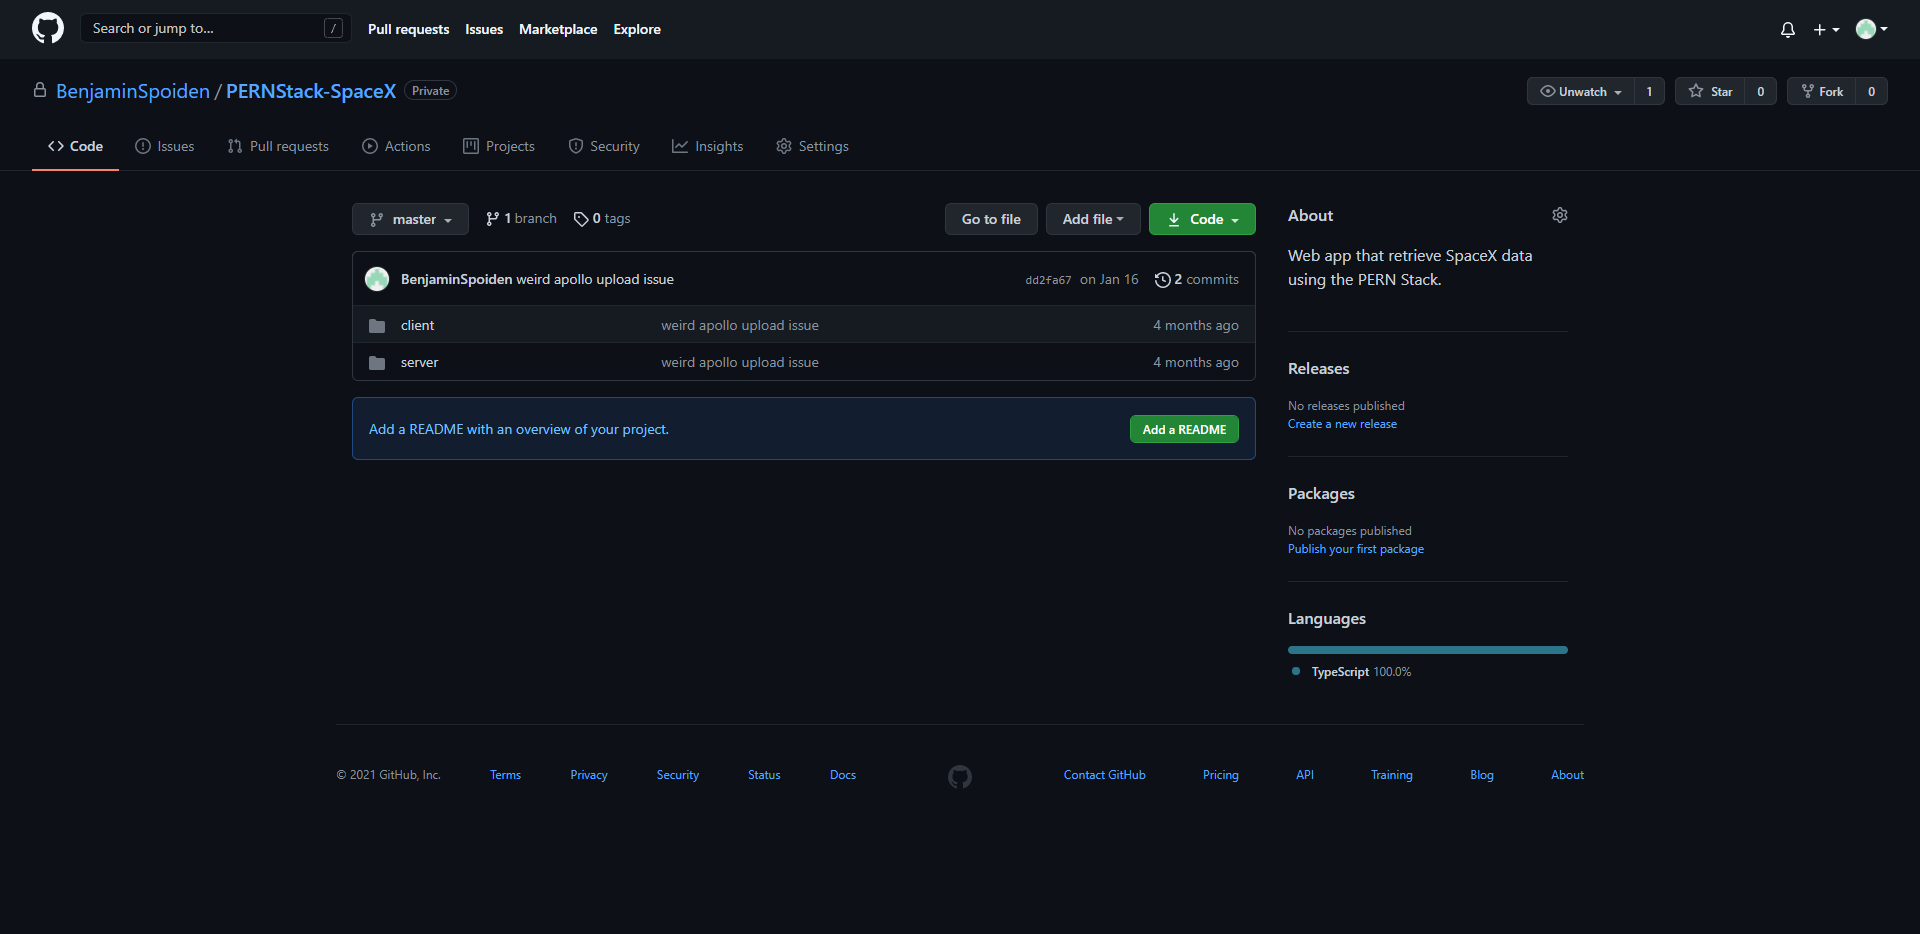 Search or jump to... /
Pull requests Issues Marketplace Explore
BenjaminSpoiden / PERNStack-SpaceX Private
Unwatch 1 Star 0 Fork 0
Code Issues Pull requests Actions Projects Security Insights Settings
master 1 branch 0 tags Go to file Add file Code
BenjaminSpoiden weird apollo upload issue dd2fa67 on Jan 16 2 commits
client weird apollo upload issue 4 months ago
server weird apollo upload issue 4 months ago
Add a README with an overview of your project. Add a README
About
Web app that retrieve SpaceX data
using the PERN Stack.
Releases
No releases published
Create a new release
Packages
No packages published
Publish your first package
Languages
TypeScript 100.0%
© 2021 GitHub, Inc. Terms Privacy Security Status Docs Contact GitHub Pricing API Training Blog About